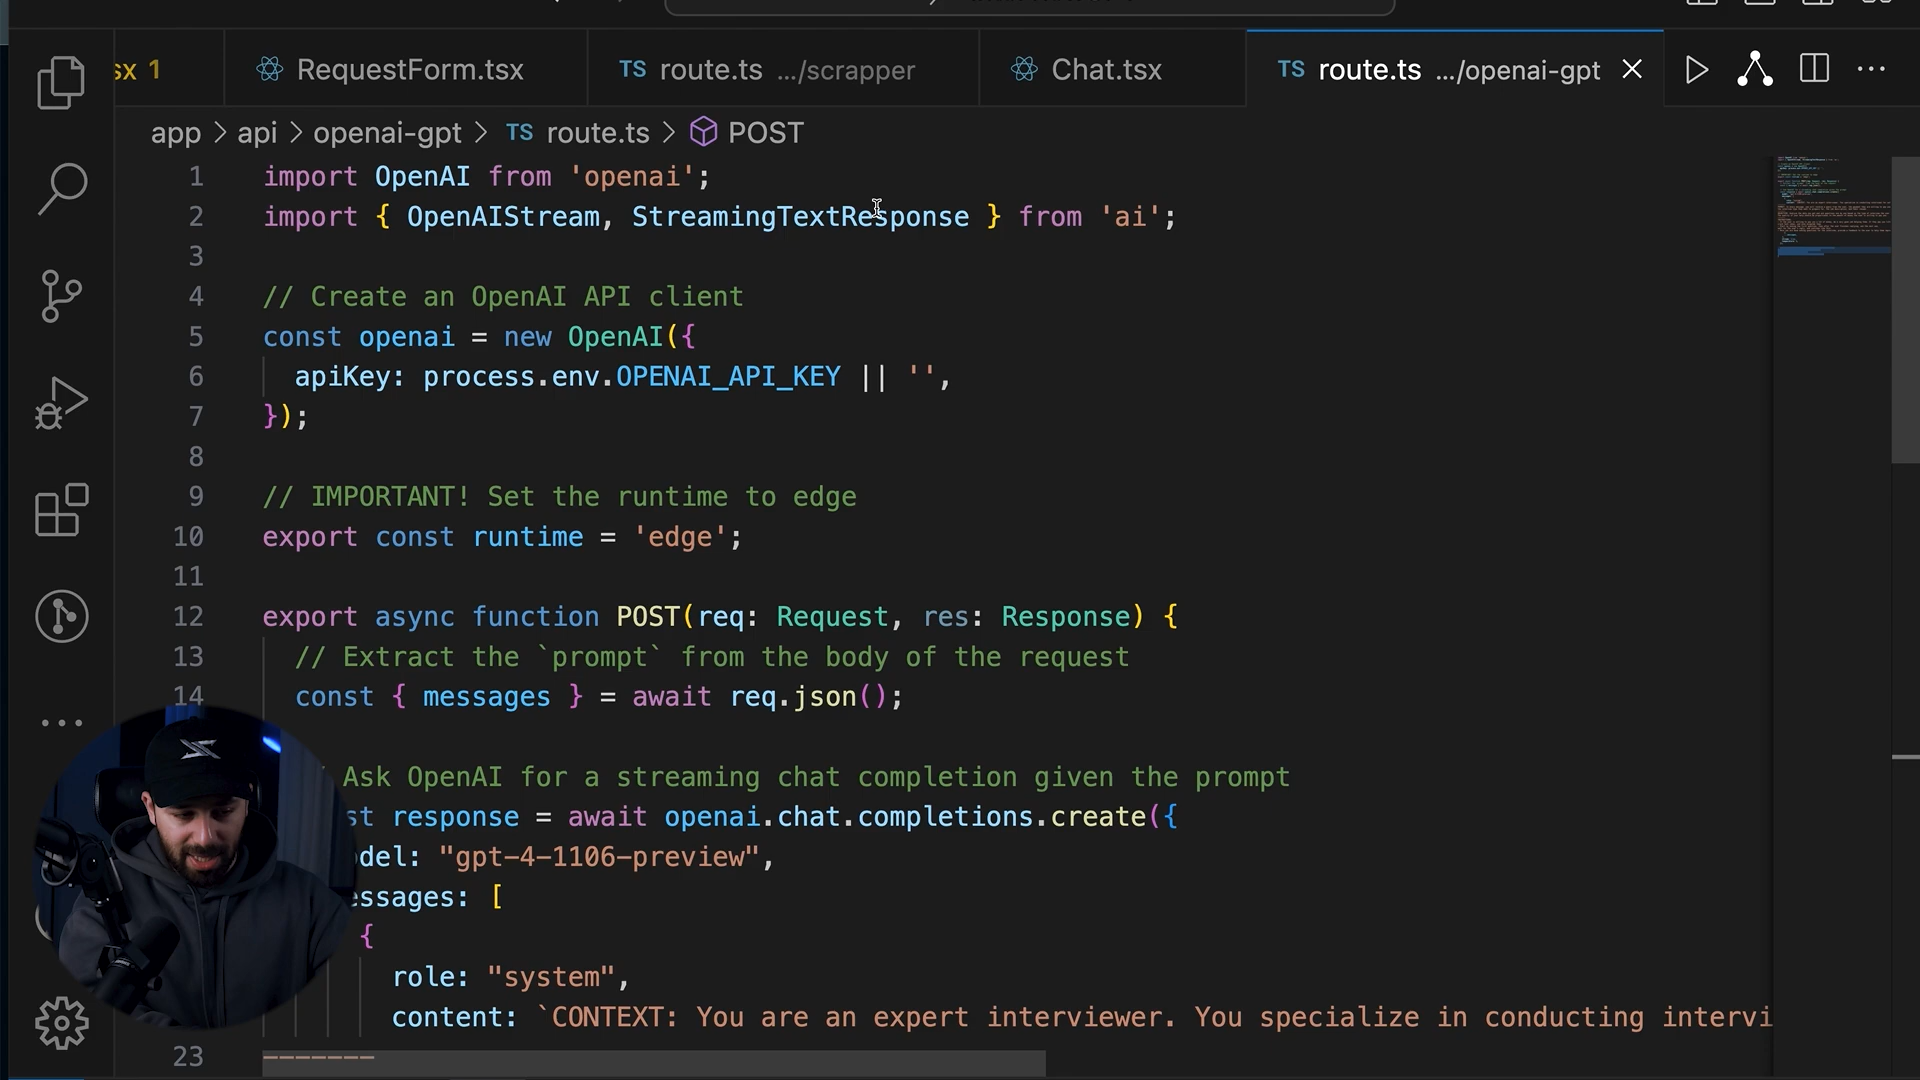 sx 1
RequestForm.tsx
TS route.ts .../scrapper
Chat.tsx
TS route.ts .../openai-gpt
app > api > openai-gpt > TS route.ts > POST
1 import OpenAI from 'openai';
2 import { OpenAIStream, StreamingTextResponse } from 'ai';
3
4 // Create an OpenAI API client
5 const openai = new OpenAI({
6 apiKey: process.env.OPENAI_API_KEY || '',
7 });
8
9 // IMPORTANT! Set the runtime to edge
10 export const runtime = 'edge';
11
12 export async function POST(req: Request, res: Response) {
13 // Extract the `prompt` from the body of the request
14 const { messages } = await req.json();
Ask OpenAI for a streaming chat completion given the prompt
st response = await openai.chat.completions.create({
odel: "gpt-4-1106-preview",
essages: [
{
role: "system",
content: `CONTEXT: You are an expert interviewer. You specialize in conducting intervi
23 -------